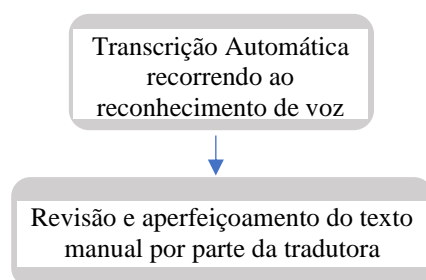 Transcrição Automática
recorrendo ao
reconhecimento de voz
Revisão e aperfeiçoamento do texto
manual por parte da tradutora